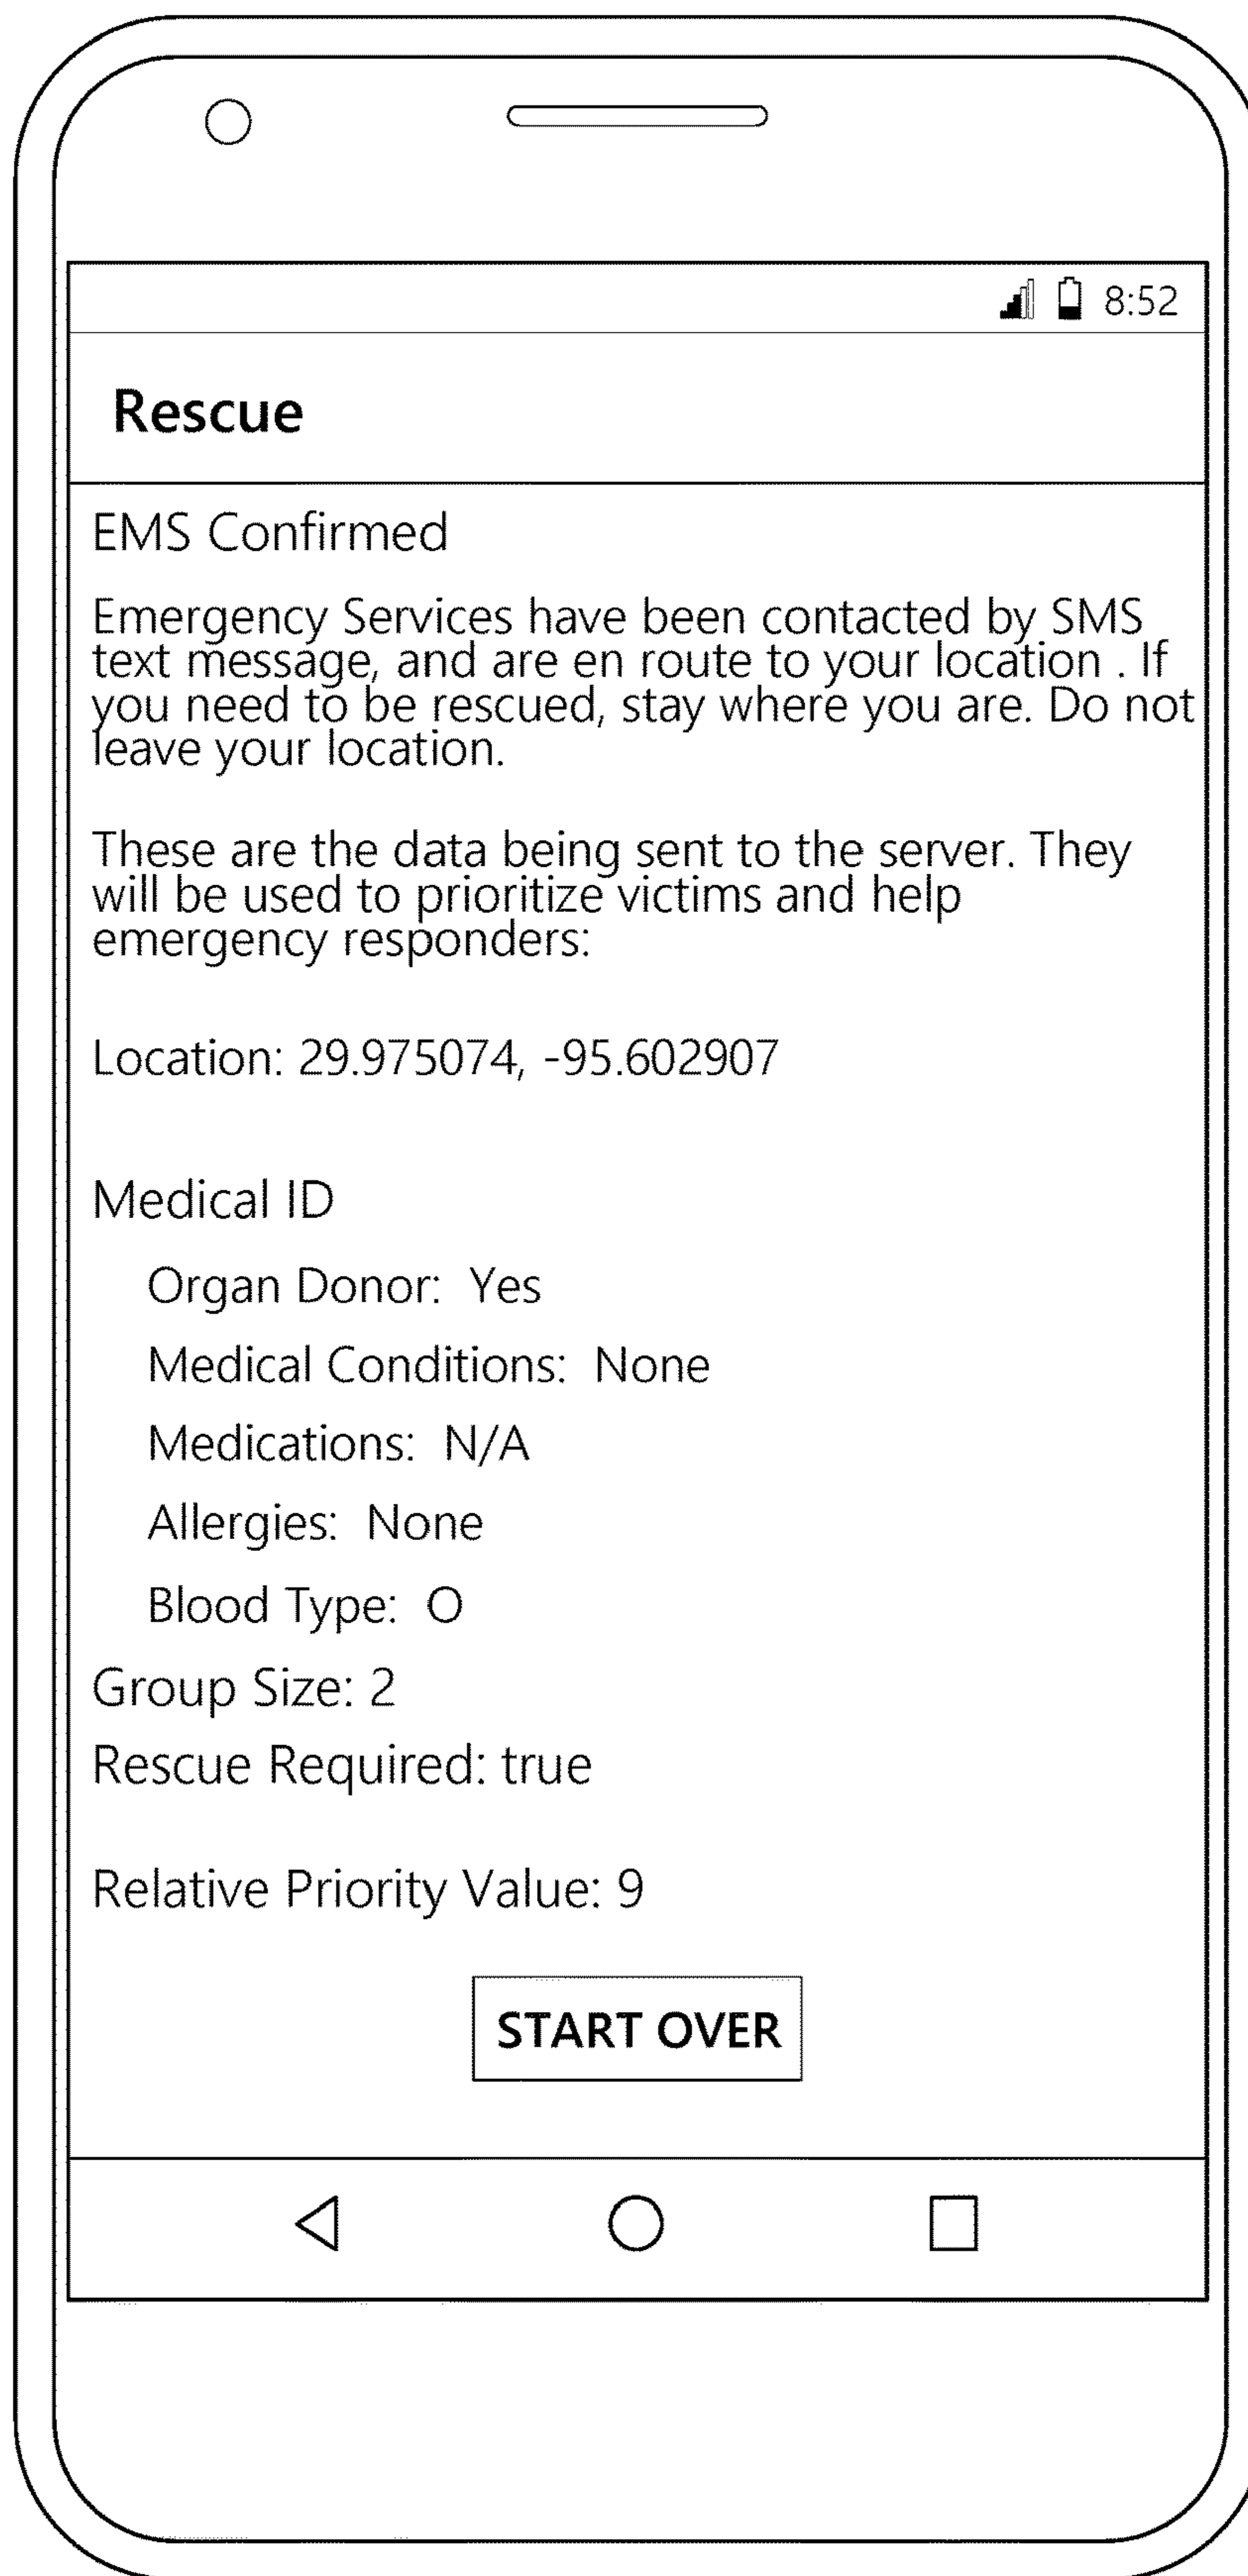 8:52
Rescue
EMS Confirmed
Emergency Services have been contacted by SMS
text message, and are en route to your location . If
you need to be rescued, stay where you are. Do not
leave your location.
These are the data being sent to the server. They
will be used to prioritize victims and help
emergency responders:
Location: 29.975074, -95.602907
Medical ID
Organ Donor: Yes
Medical Conditions: None
Medications: N/A
Allergies: None
Blood Type: O
Group Size: 2
Rescue Required: true
Relative Priority Value: 9
START OVER